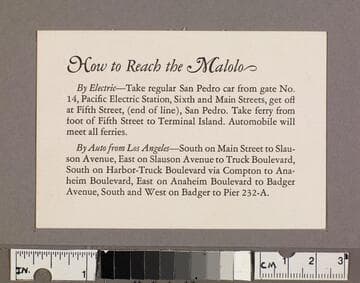 How to Reach the Malolo
By Electric—Take regular San Pedro car from gate No.
14, Pacific Electric Station, Sixth and Main Streets, get off
at Fifth Street, (end of line), San Pedro. Take ferry from
foot of Fifth Street to Terminal Island. Automobile will
meet all ferries.
By Auto from Los Angeles—South on Main Street to Slau-
son Avenue, East on Slauson Avenue to Truck Boulevard,
South on Harbor-Truck Boulevard via Compton to Ana-
heim Boulevard, East on Anaheim Boulevard to Badger
Avenue, South and West on Badger to Pier 232-A.
IN. 1 CM 1 2 3